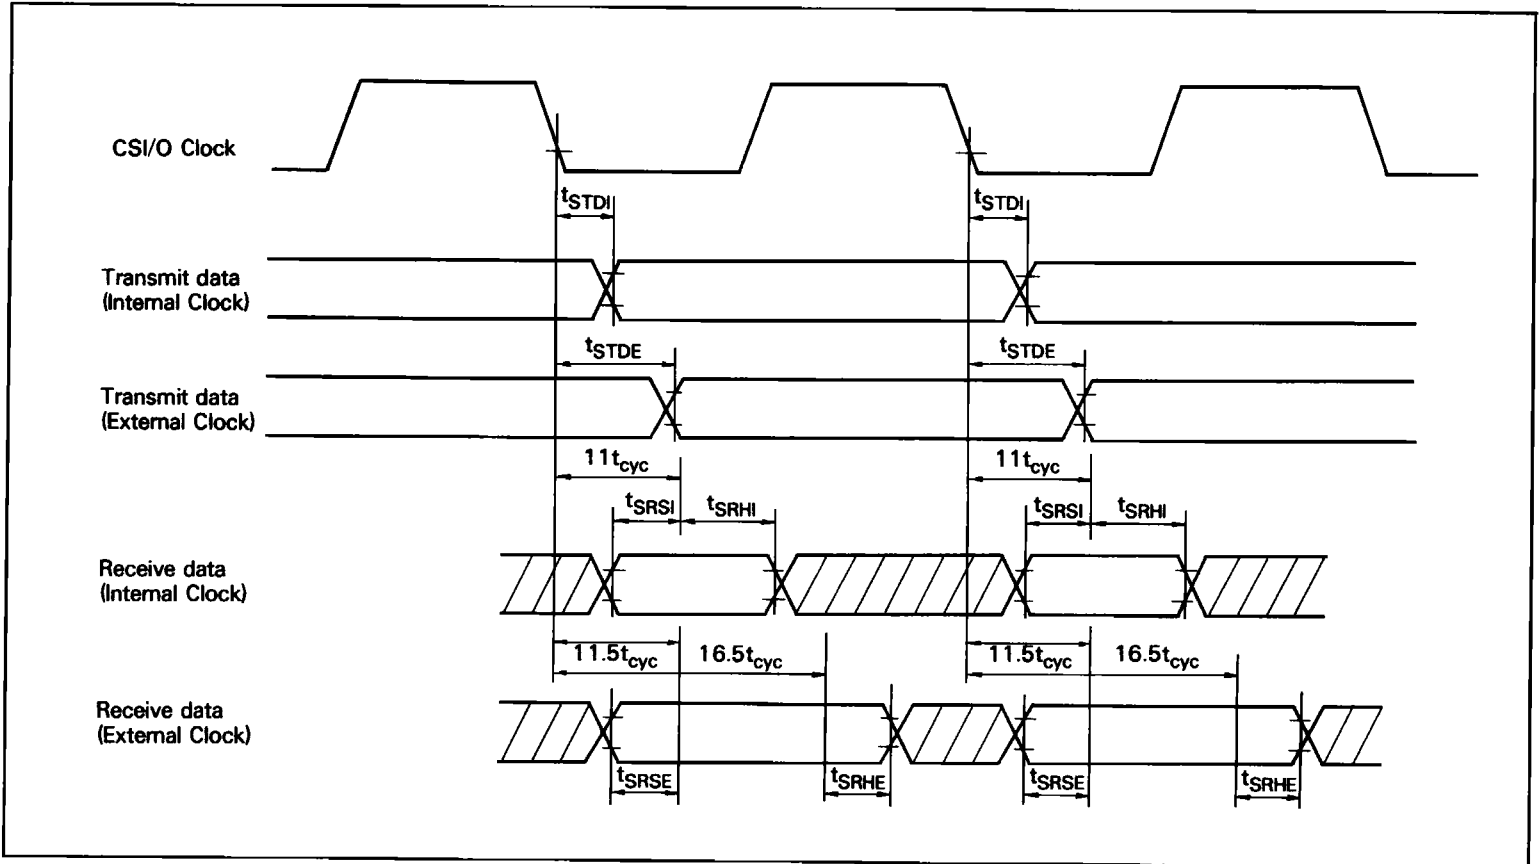 CSI/O Clock
tSTDI
tSTDI
Transmit data
(Internal Clock)
tSTDE
tSTDE
Transmit data
(External Clock)
11tcyc
11tcyc
tSRSI
tSRHI
tSRSI
tSRHI
Receive data
(Internal Clock)
11.5tcyc
16.5tcyc
11.5tcyc
16.5tcyc
Receive data
(External Clock)
tSRSE
tSRHE
tSRSE
tSRHE